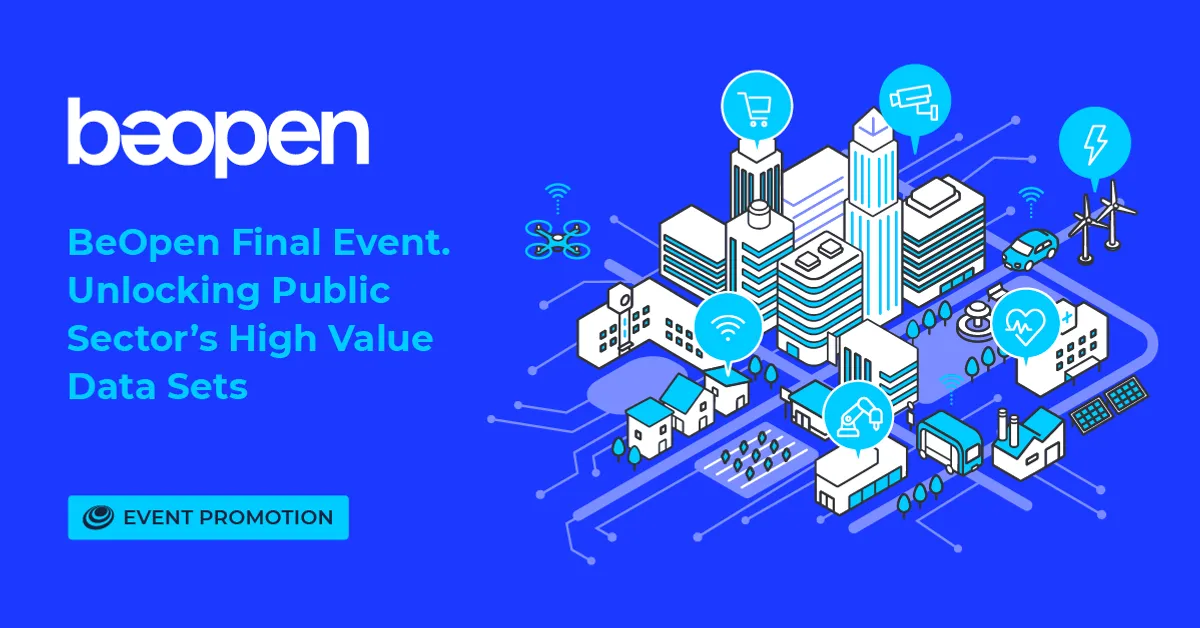 beopen
BeOpen Final Event.
Unlocking Public
Sector's High Value
Data Sets
EVENT PROMOTION